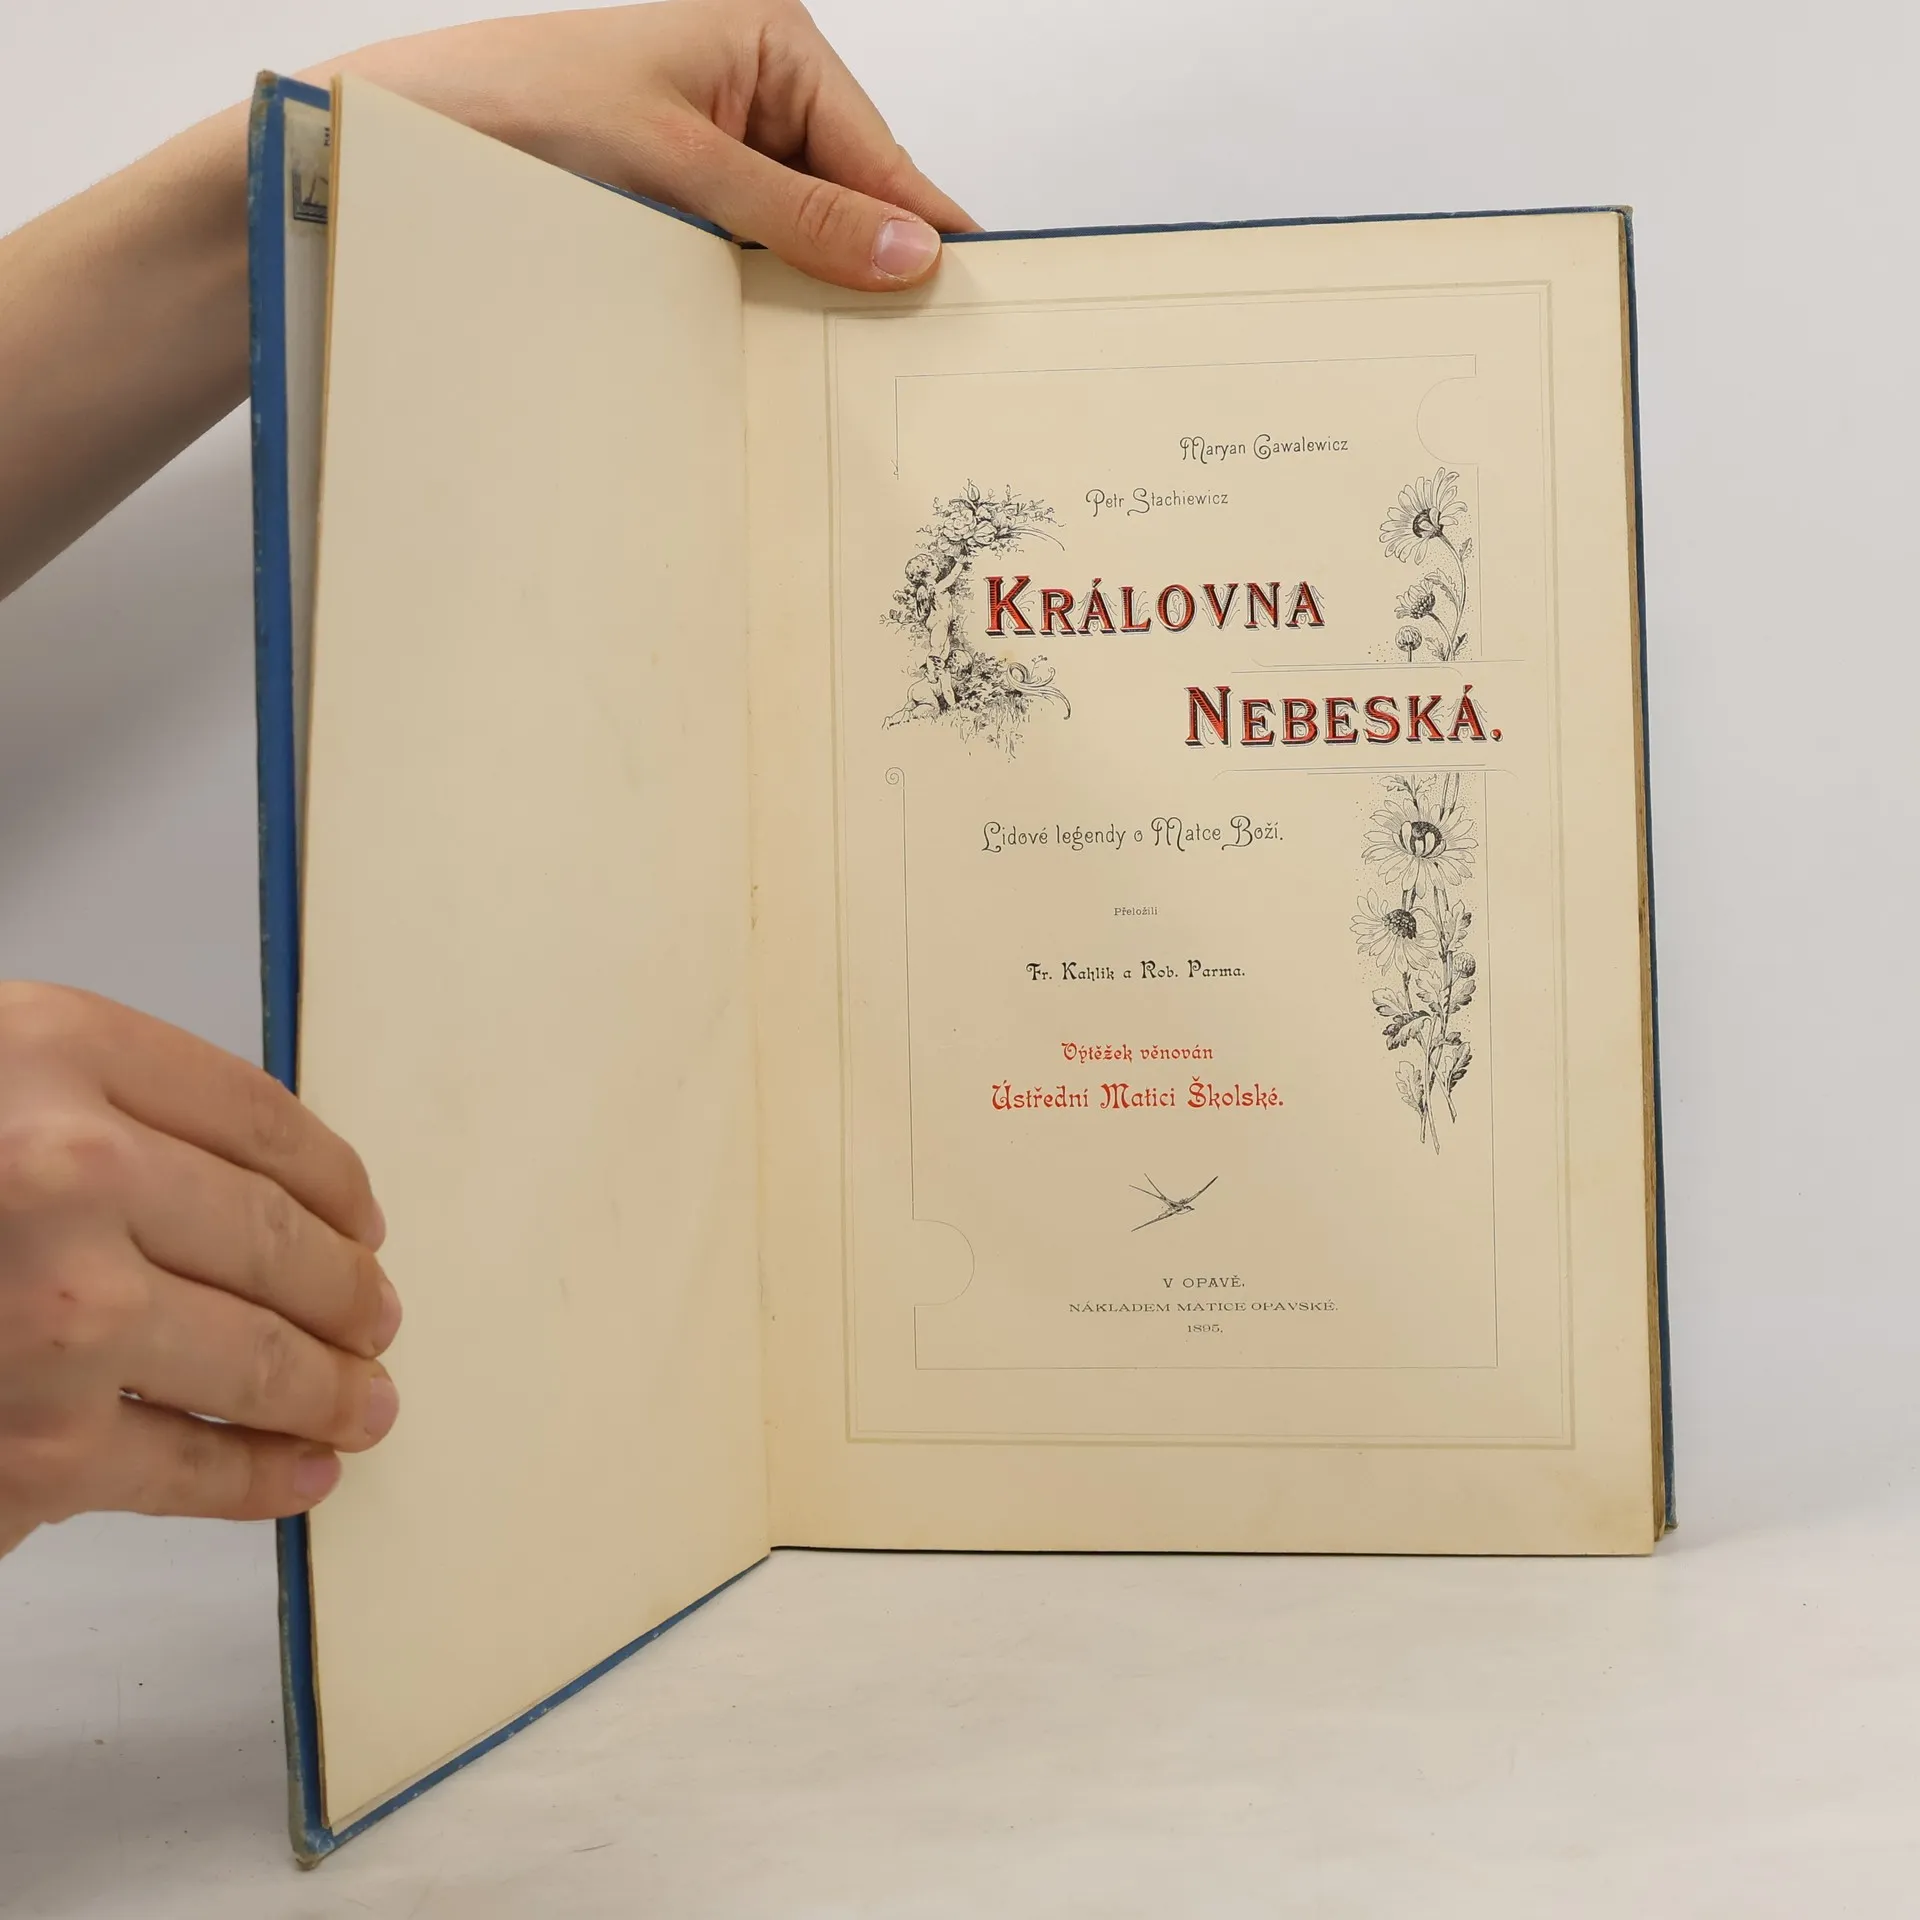 Maryan Gawalewicz
Petr Stachiewicz
KRÁLOVNA
NEBESKÁ.
Lidové legendy o Matce Boží.
Přeložili
Fr. Kahlik a Rob. Parma.
Výtěžek věnován
Ústřední Matici Školské.
V OPAVĚ.
NÁKLADEM MATICE OPAVSKÉ.
1895.